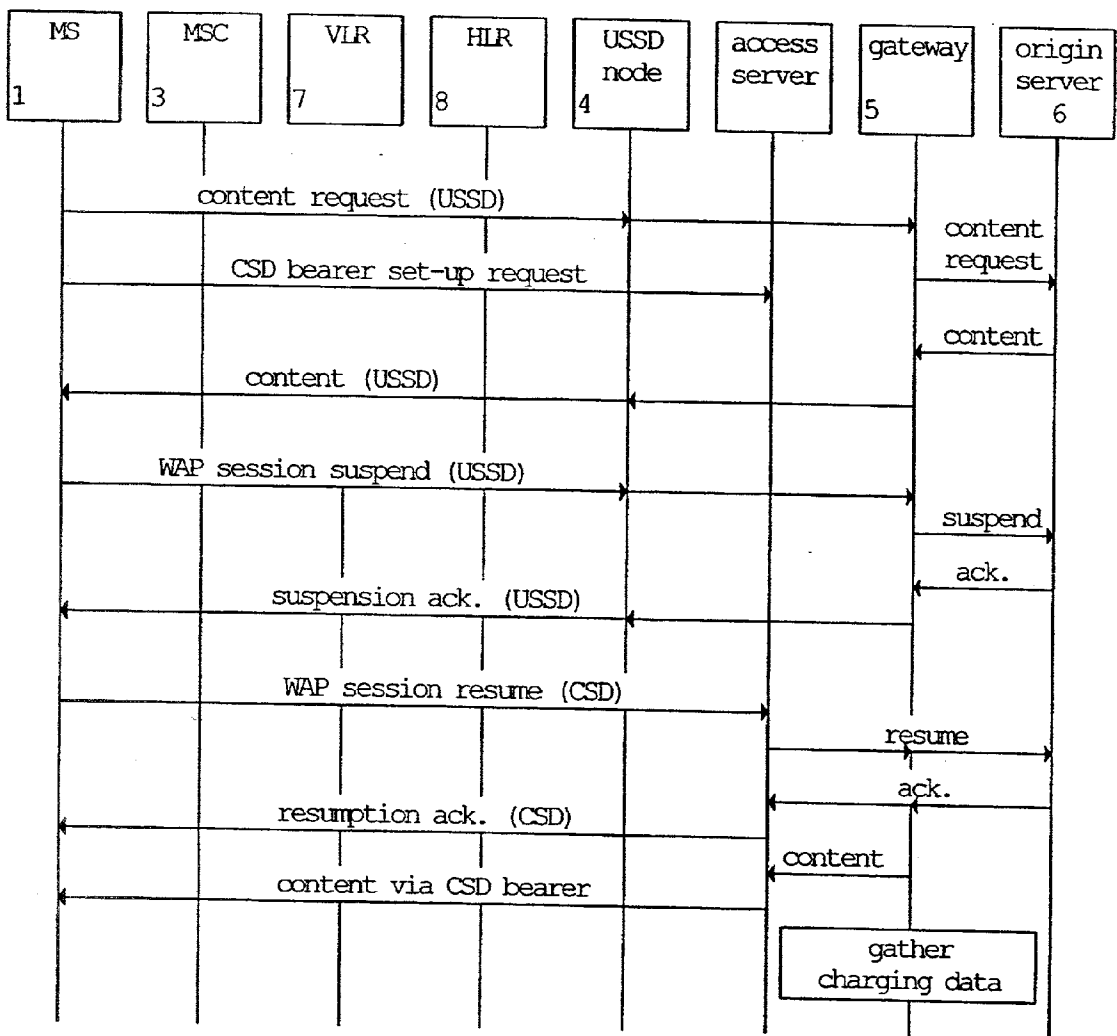 MS
1
MSC
3
VLR
7
HLR
8
USSD
node
4
access
server
gateway
5
origin
server
6
content request (USSD)
content
request
CSD bearer set-up request
content
content (USSD)
WAP session suspend (USSD)
suspend
ack.
suspension ack. (USSD)
WAP session resume (CSD)
resume
ack.
resumption ack. (CSD)
content
content via CSD bearer
gather
charging data